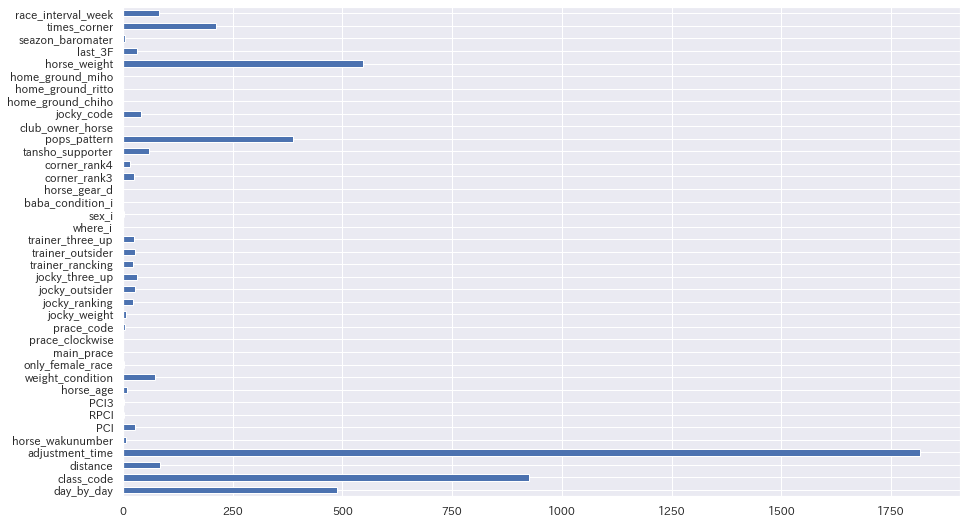 race_interval_week
times_corner
seazon_baromater
last_3F
horse_weight
home_ground_miho
home_ground_ritto
home_ground_chiho
jocky_code
club_owner_horse
pops_pattern
tansho_supporter
corner_rank4
corner_rank3
horse_gear_d
baba_condition_i
sex_i
where_i
trainer_three_up
trainer_outsider
trainer_rancking
jocky_three_up
jocky_outsider
jocky_ranking
jocky_weight
prace_code
prace_clockwise
main_prace
only_female_race
weight_condition
horse_age
PCI3
RPCI
PCI
horse_wakunumber
adjustment_time
distance
class_code
day_by_day
0 250 500 750 1000 1250 1500 1750